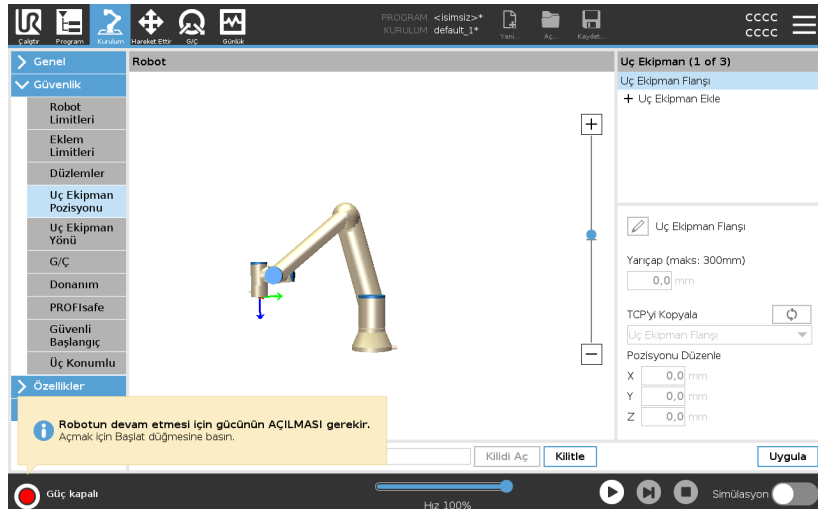 PROGRAM <isimsiz>*
KURULUM default_1*
Çalıştır
Program
Kurulum
Hareket Ettir
G/Ç
Günlük
Yeni...
Aç...
Kaydet...
cccc
cccc
Genel
Güvenlik
Robot
Limitleri
Eklem
Limitleri
Düzlemler
Uç Ekipman
Pozisyonu
Uç Ekipman
Yönü
G/Ç
Donanım
PROFIsafe
Güvenli
Başlangıç
Üç Konumlu
Özellikler
Robot
Uç Ekipman (1 of 3)
Uç Ekipman Flanşı
+ Uç Ekipman Ekle
Uç Ekipman Flanşı
Yarıçap (maks: 300mm)
0,0 mm
TCP'yi Kopyala
Uç Ekipman Flanşı
Pozisyonu Düzenle
X 0,0 mm
Y 0,0 mm
Z 0,0 mm
Robotun devam etmesi için gücünün AÇILMASI gerekir.
Açmak için Başlat düğmesine basın.
Kilidi Aç
Kilitle
Uygula
Güç kapalı
Hız 100%
Simülasyon